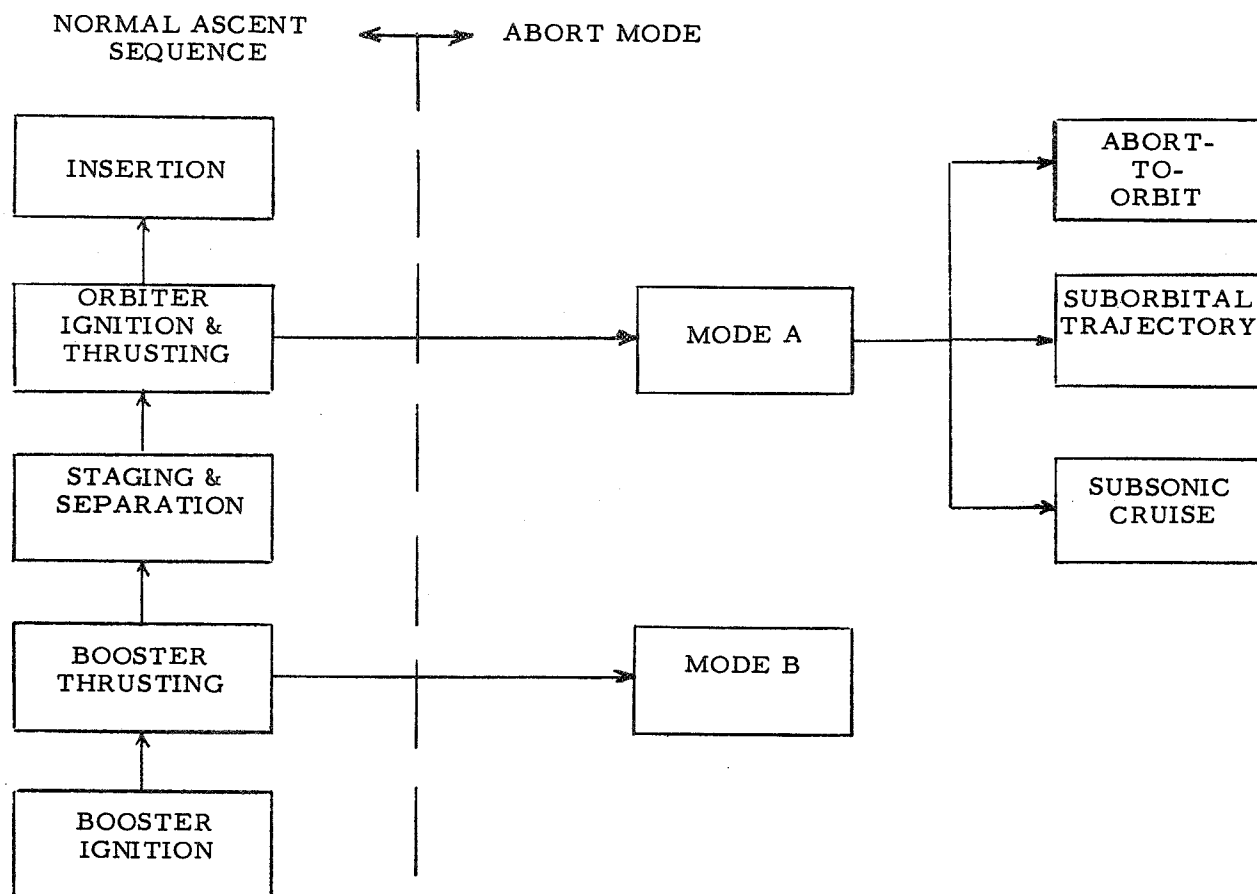 NORMAL ASCENT
SEQUENCE
ABORT MODE
INSERTION
ABORT-
TO-
ORBIT
ORBITER
IGNITION &
THRUSTING
MODE A
SUBORBITAL
TRAJECTORY
STAGING &
SEPARATION
SUBSONIC
CRUISE
BOOSTER
THRUSTING
MODE B
BOOSTER
IGNITION